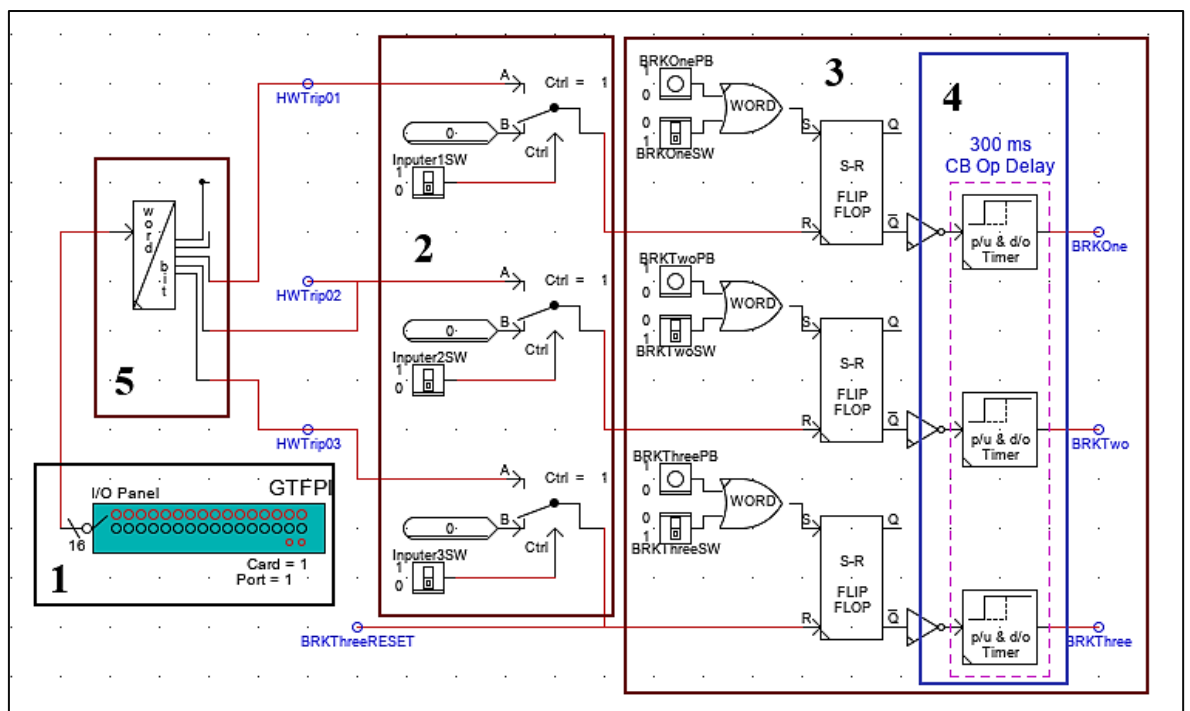 BRKOnePB
1
0
0
1
BRKOneSW
WORD
3
4
300 ms
CB Op Delay
A
Ctrl = 1
HWTrip01
B
0
Ctrl
Inputer1SW
1
0
S
Q
S-R
FLIP
FLOP
R
Q
p/u & d/o
Timer
BRKOne
word
bit
5
2
HWTrip02
A
Ctrl = 1
B
0
Ctrl
Inputer2SW
1
0
BRKTwoPB
1
0
0
1
BRKTwoSW
WORD
S
Q
S-R
FLIP
FLOP
R
Q
p/u & d/o
Timer
BRKTwo
HWTrip03
A
Ctrl = 1
B
0
Ctrl
Inputer3SW
1
0
BRKThreePB
1
0
0
1
BRKThreeSW
WORD
S
Q
S-R
FLIP
FLOP
R
Q
p/u & d/o
Timer
BRKThree
I/O Panel
GTFPI
16
Card = 1
Port = 1
1
BRKThreeRESET